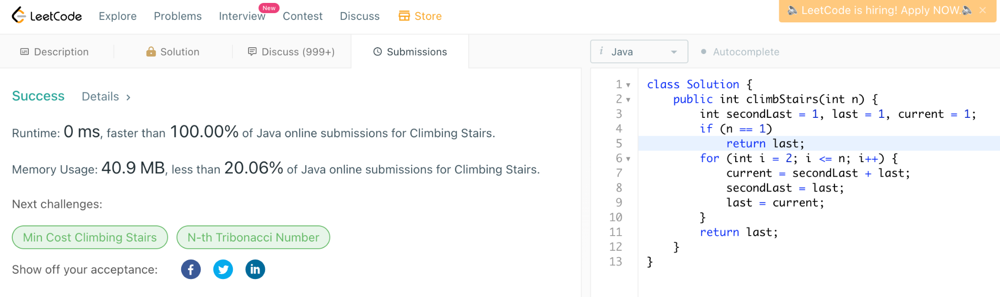 LeetCode Explore Problems Interview New Contest Discuss Store
LeetCode is hiring! Apply NOW.
Description Solution Discuss (999+) Submissions
i Java Autocomplete
Success Details >
Runtime: 0 ms, faster than 100.00% of Java online submissions for Climbing Stairs.
Memory Usage: 40.9 MB, less than 20.06% of Java online submissions for Climbing Stairs.
Next challenges:
Min Cost Climbing Stairs N-th Tribonacci Number
Show off your acceptance: f in
1 class Solution {
2     public int climbStairs(int n) {
3         int secondLast = 1, last = 1, current = 1;
4         if (n == 1)
5             return last;
6         for (int i = 2; i <= n; i++) {
7             current = secondLast + last;
8             secondLast = last;
9             last = current;
10         }
11         return last;
12     }
13 }